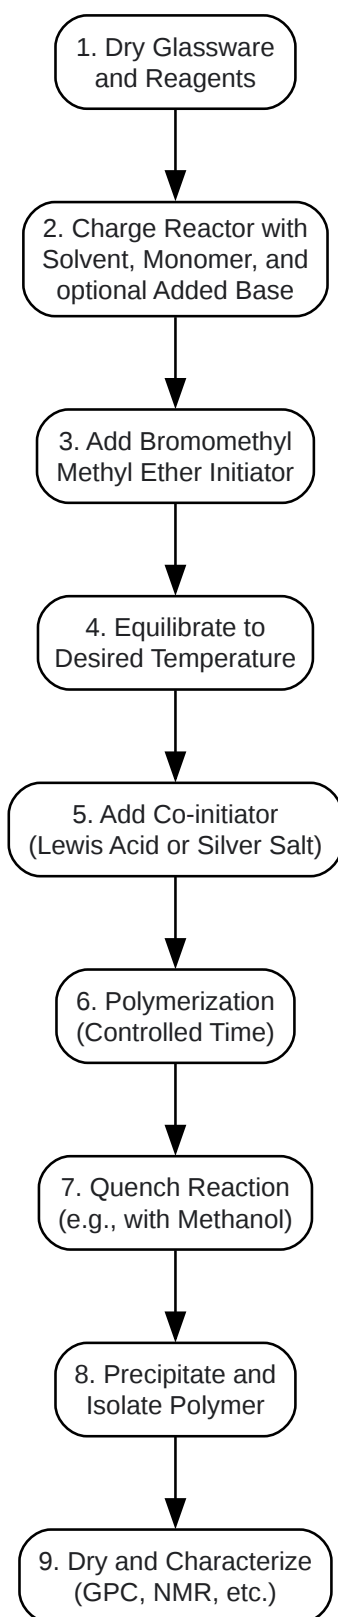 1. Dry Glassware
and Reagents
2. Charge Reactor with
Solvent, Monomer, and
optional Added Base
3. Add Bromomethyl
Methyl Ether Initiator
4. Equilibrate to
Desired Temperature
5. Add Co-initiator
(Lewis Acid or Silver Salt)
6. Polymerization
(Controlled Time)
7. Quench Reaction
(e.g., with Methanol)
8. Precipitate and
Isolate Polymer
9. Dry and Characterize
(GPC, NMR, etc.)